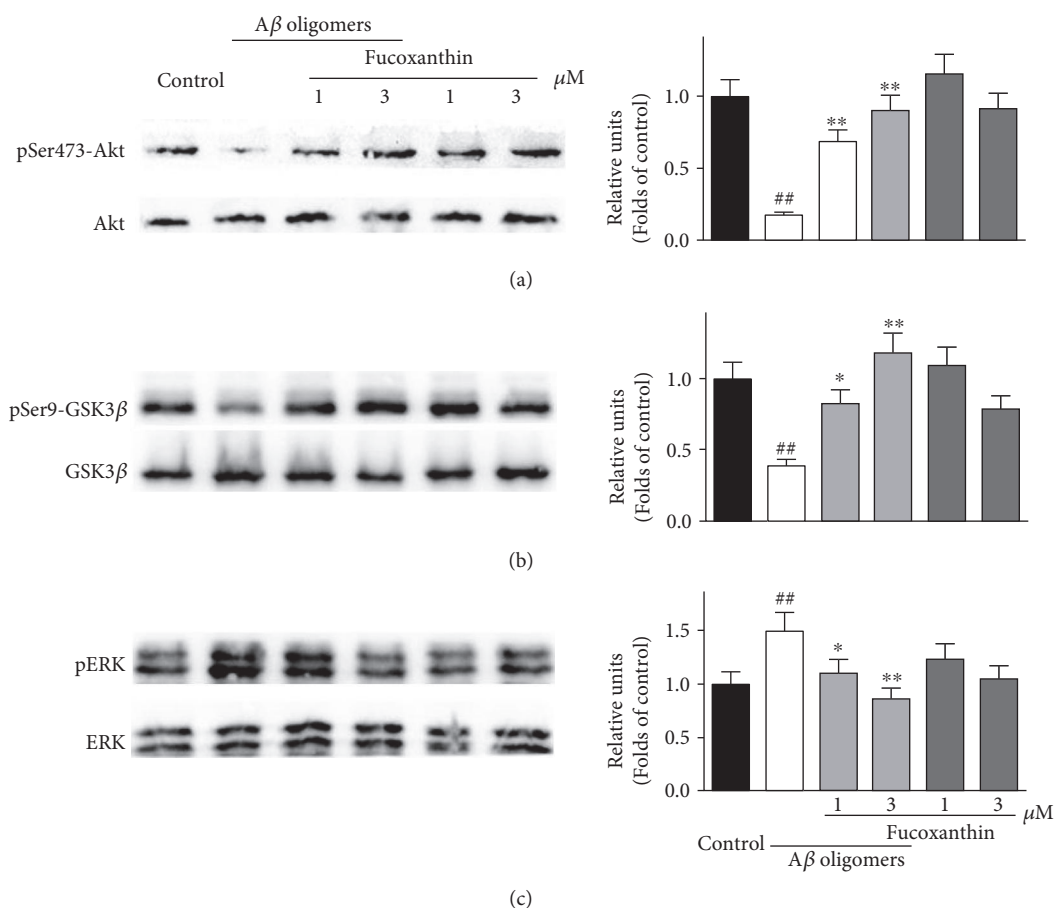 Aβ oligomers
Fucoxanthin
Control
μM
1 3 1 3
pSer473-Akt
Akt
Relative units
(Folds of control)
1.0
0.5
0.0
##
**
**
(a)
pSer9-GSK3β
GSK3β
Relative units
(Folds of control)
1.0
0.5
0.0
##
*
**
(b)
pERK
ERK
Relative units
(Folds of control)
1.5
1.0
0.5
0.0
##
*
**
1 3 1 3
μM
Fucoxanthin
Control
Aβ oligomers
(c)